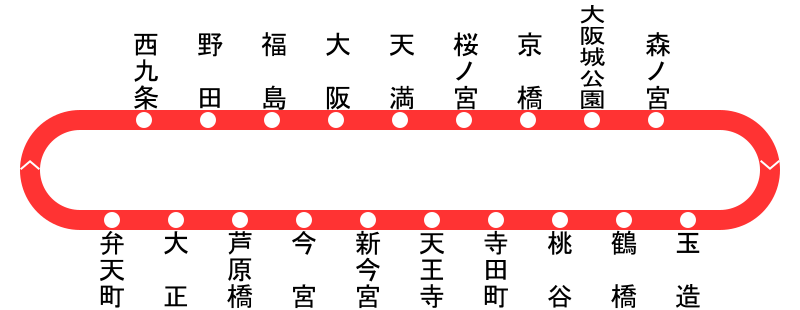 西九条
野田
福島
大阪
天満
桜ノ宮
京橋
大阪城公園
森ノ宮
弁天町
大正
芦原橋
今宮
新今宮
天王寺
寺田町
桃谷
鶴橋
玉造